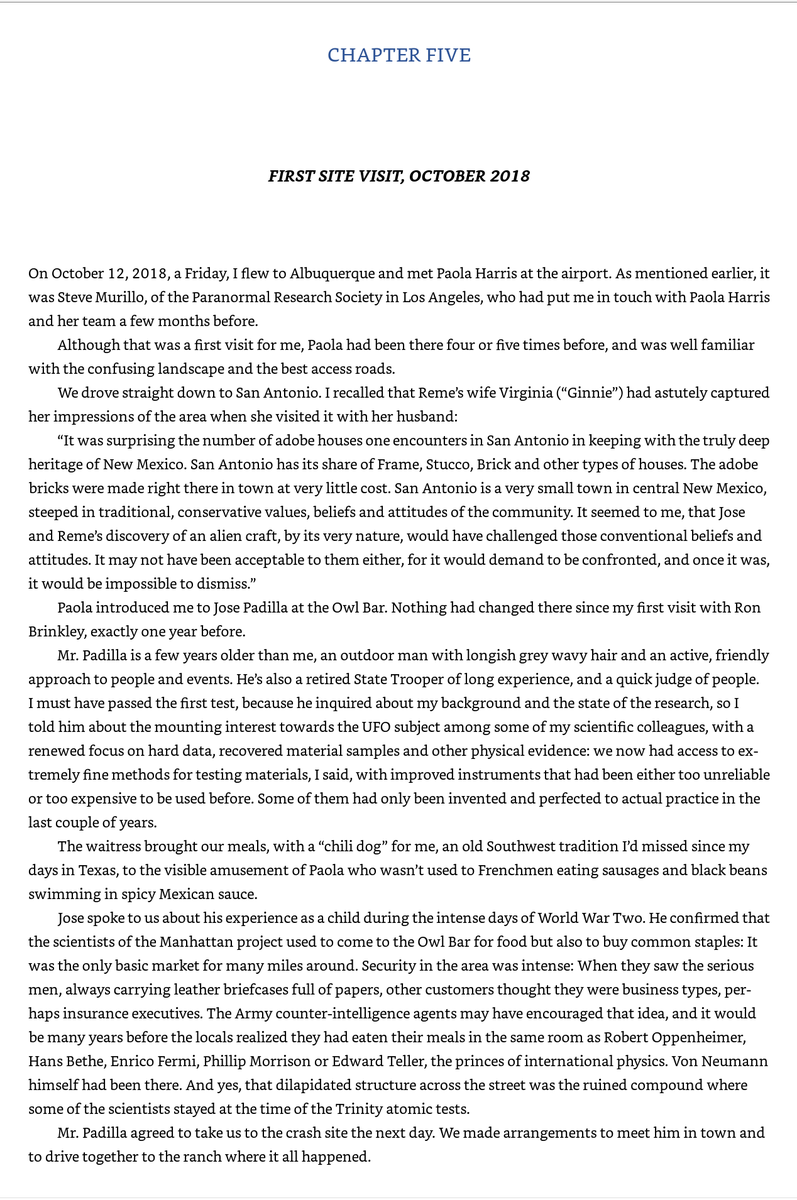 CHAPTER FIVE
FIRST SITE VISIT, OCTOBER 2018
On October 12, 2018, a Friday, I flew to Albuquerque and met Paola Harris at the airport. As mentioned earlier, it
was Steve Murillo, of the Paranormal Research Society in Los Angeles, who had put me in touch with Paola Harris
and her team a few months before.
Although that was a first visit for me, Paola had been there four or five times before, and was well familiar
with the confusing landscape and the best access roads.
We drove straight down to San Antonio. I recalled that Reme's wife Virginia (“Ginnie”) had astutely captured
her impressions of the area when she visited it with her husband:
“It was surprising the number of adobe houses one encounters in San Antonio in keeping with the truly deep
heritage of New Mexico. San Antonio has its share of Frame, Stucco, Brick and other types of houses. The adobe
bricks were made right there in town at very little cost. San Antonio is a very small town in central New Mexico,
steeped in traditional, conservative values, beliefs and attitudes of the community. It seemed to me, that Jose
and Reme's discovery of an alien craft, by its very nature, would have challenged those conventional beliefs and
attitudes. It may not have been acceptable to them either, for it would demand to be confronted, and once it was,
it would be impossible to dismiss.”
Paola introduced me to Jose Padilla at the Owl Bar. Nothing had changed there since my first visit with Ron
Brinkley, exactly one year before.
Mr. Padilla is a few years older than me, an outdoor man with longish grey wavy hair and an active, friendly
approach to people and events. He's also a retired State Trooper of long experience, and a quick judge of people.
I must have passed the first test, because he inquired about my background and the state of the research, so I
told him about the mounting interest towards the UFO subject among some of my scientific colleagues, with a
renewed focus on hard data, recovered material samples and other physical evidence: we now had access to ex-
tremely fine methods for testing materials, I said, with improved instruments that had been either too unreliable
or too expensive to be used before. Some of them had only been invented and perfected to actual practice in the
last couple of years.
The waitress brought our meals, with a “chili dog” for me, an old Southwest tradition I'd missed since my
days in Texas, to the visible amusement of Paola who wasn't used to Frenchmen eating sausages and black beans
swimming in spicy Mexican sauce.
Jose spoke to us about his experience as a child during the intense days of World War Two. He confirmed that
the scientists of the Manhattan project used to come to the Owl Bar for food but also to buy common staples: It
was the only basic market for many miles around. Security in the area was intense: When they saw the serious
men, always carrying leather briefcases full of papers, other customers thought they were business types, per-
haps insurance executives. The Army counter-intelligence agents may have encouraged that idea, and it would
be many years before the locals realized they had eaten their meals in the same room as Robert Oppenheimer,
Hans Bethe, Enrico Fermi, Phillip Morrison or Edward Teller, the princes of international physics. Von Neumann
himself had been there. And yes, that dilapidated structure across the street was the ruined compound where
some of the scientists stayed at the time of the Trinity atomic tests.
Mr. Padilla agreed to take us to the crash site the next day. We made arrangements to meet him in town and
to drive together to the ranch where it all happened.